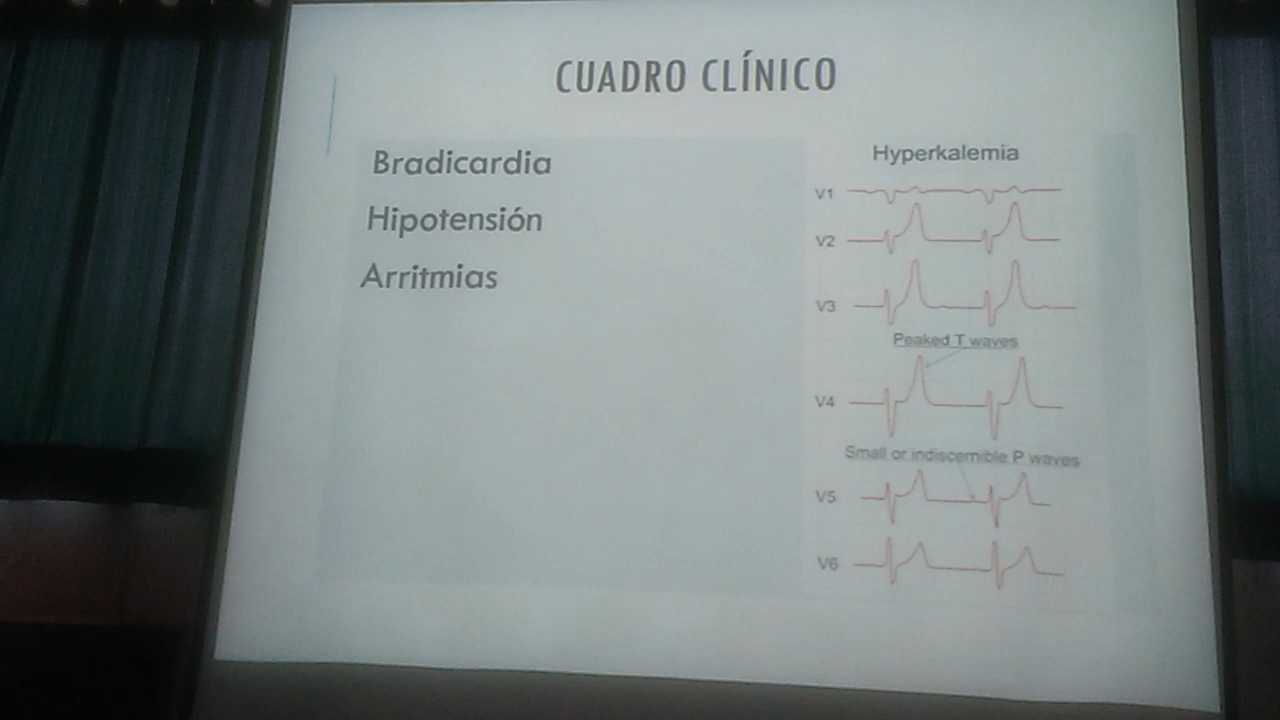 CUADRO CLÍNICO
Bradicardia
Hipotensión
Arritmias
Hyperkalemia
V1
V2
V3
Peaked T waves
V4
Small or indiscernible P waves
V5
V6